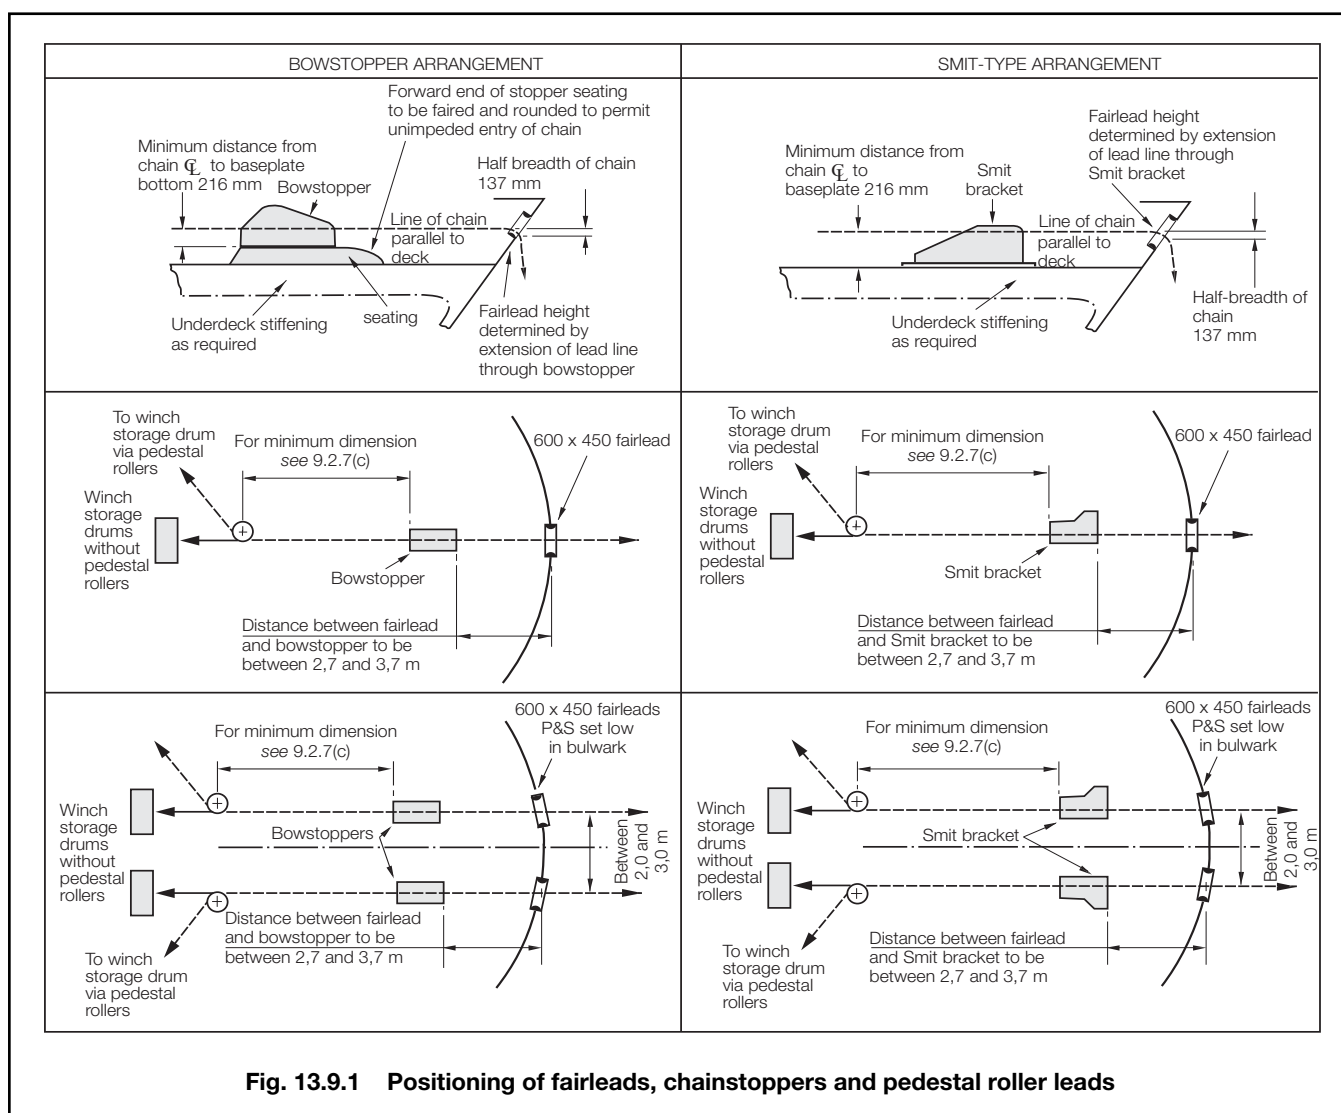 BOWSTOPPER ARRANGEMENT
SMIT-TYPE ARRANGEMENT
Forward end of stopper seating
to be faired and rounded to permit
unimpeded entry of chain
Minimum distance from
chain ℄ to baseplate
bottom 216 mm
Bowstopper
Half breadth of chain
137 mm
Line of chain
parallel to
deck
Underdeck stiffening
as required
seating
Fairlead height
determined by
extension of lead line
through bowstopper
Fairlead height
determined by extension
of lead line through
Smit bracket
Minimum distance from
chain ℄ to
baseplate 216 mm
Smit
bracket
Line of chain
parallel to
deck
Underdeck stiffening
as required
Half-breadth of
chain
137 mm
To winch
storage drum
via pedestal
rollers
For minimum dimension
see 9.2.7(c)
600 x 450 fairlead
Winch
storage
drums
without
pedestal
rollers
Bowstopper
Distance between fairlead
and bowstopper to be
between 2,7 and 3,7 m
To winch
storage drum
via pedestal
rollers
For minimum dimension
see 9.2.7(c)
600 x 450 fairlead
Winch
storage
drums
without
pedestal
rollers
Smit bracket
Distance between fairlead
and Smit bracket to be
between 2,7 and 3,7 m
600 x 450 fairleads
P&S set low
in bulwark
For minimum dimension
see 9.2.7(c)
Winch
storage
drums
without
pedestal
rollers
Bowstoppers
Between
2,0 and
3,0 m
Distance between fairlead
and bowstopper to be
between 2,7 and 3,7 m
To winch
storage drum
via pedestal
rollers
600 x 450 fairleads
P&S set low
in bulwark
For minimum dimension
see 9.2.7(c)
Winch
storage
drums
without
pedestal
rollers
Smit bracket
Between
2,0 and
3,0 m
Distance between fairlead
and Smit bracket to be
between 2,7 and 3,7 m
To winch
storage drum
via pedestal
rollers
Fig. 13.9.1 Positioning of fairleads, chainstoppers and pedestal roller leads